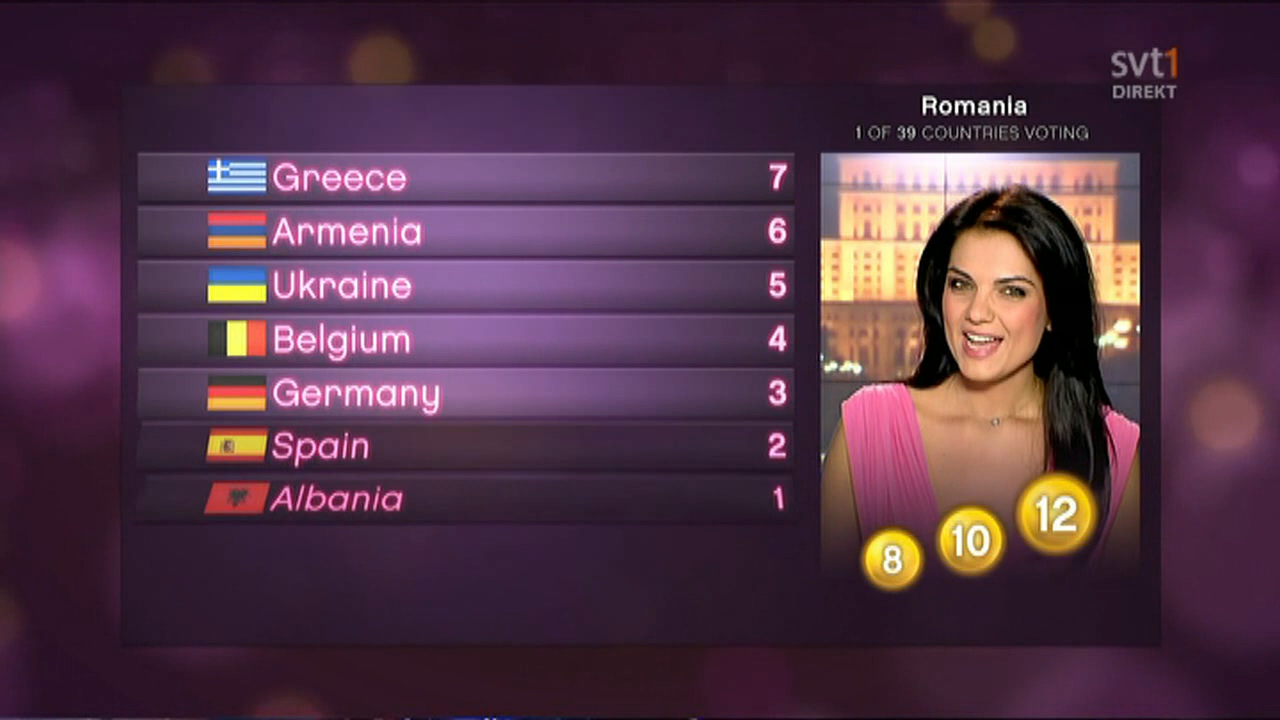 svt1
DIREKT
Romania
1 OF 39 COUNTRIES VOTING
Greece 7
Armenia 6
Ukraine 5
Belgium 4
Germany 3
Spain 2
Albania 1
8 10 12